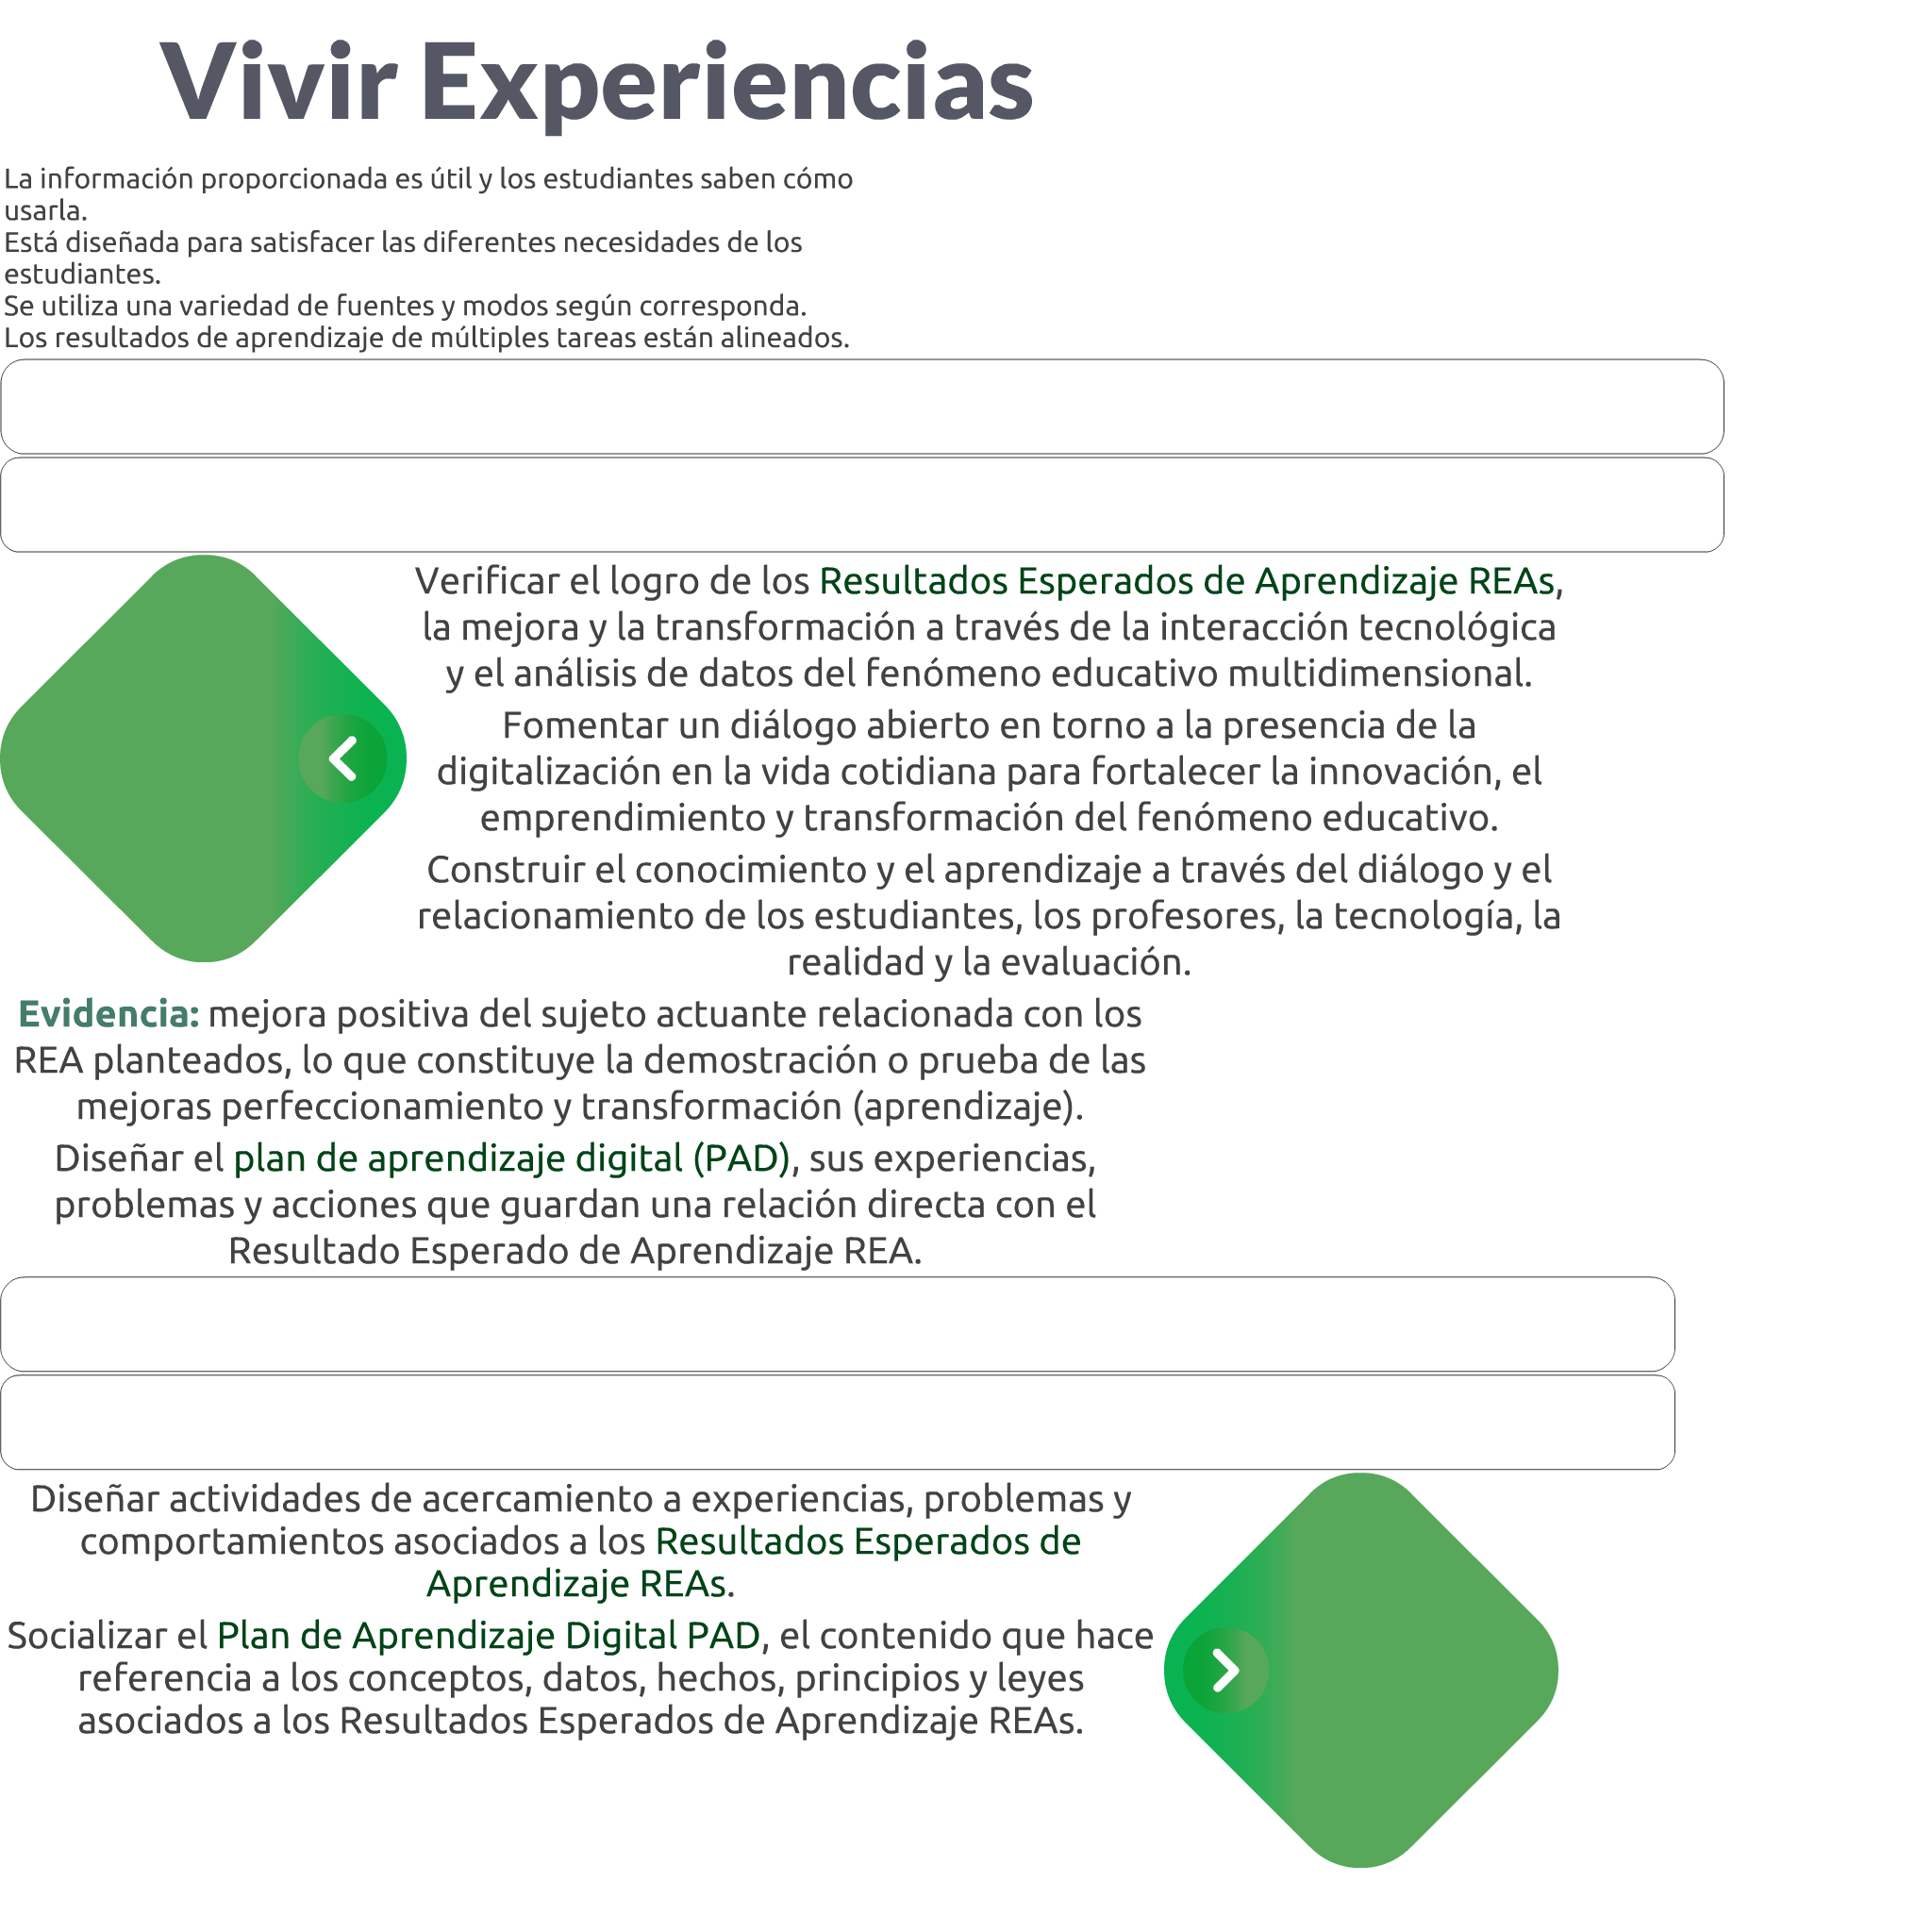 Vivir Experiencias
La información proporcionada es útil y los estudiantes saben cómo
usarla.
Está diseñada para satisfacer las diferentes necesidades de los
estudiantes.
Se utiliza una variedad de fuentes y modos según corresponda.
Los resultados de aprendizaje de múltiples tareas están alineados.
Verificar el logro de los Resultados Esperados de Aprendizaje REAs,
la mejora y la transformación a través de la interacción tecnológica
y el análisis de datos del fenómeno educativo multidimensional.
Fomentar un diálogo abierto en torno a la presencia de la
digitalización en la vida cotidiana para fortalecer la innovación, el
emprendimiento y transformación del fenómeno educativo.
Construir el conocimiento y el aprendizaje a través del diálogo y el
relacionamiento de los estudiantes, los profesores, la tecnología, la
realidad y la evaluación.
Evidencia: mejora positiva del sujeto actuante relacionada con los
REA planteados, lo que constituye la demostración o prueba de las
mejoras perfeccionamiento y transformación (aprendizaje).
Diseñar el plan de aprendizaje digital (PAD), sus experiencias,
problemas y acciones que guardan una relación directa con el
Resultado Esperado de Aprendizaje REA.
Diseñar actividades de acercamiento a experiencias, problemas y
comportamientos asociados a los Resultados Esperados de
Aprendizaje REAs.
Socializar el Plan de Aprendizaje Digital PAD, el contenido que hace
referencia a los conceptos, datos, hechos, principios y leyes
asociados a los Resultados Esperados de Aprendizaje REAs.